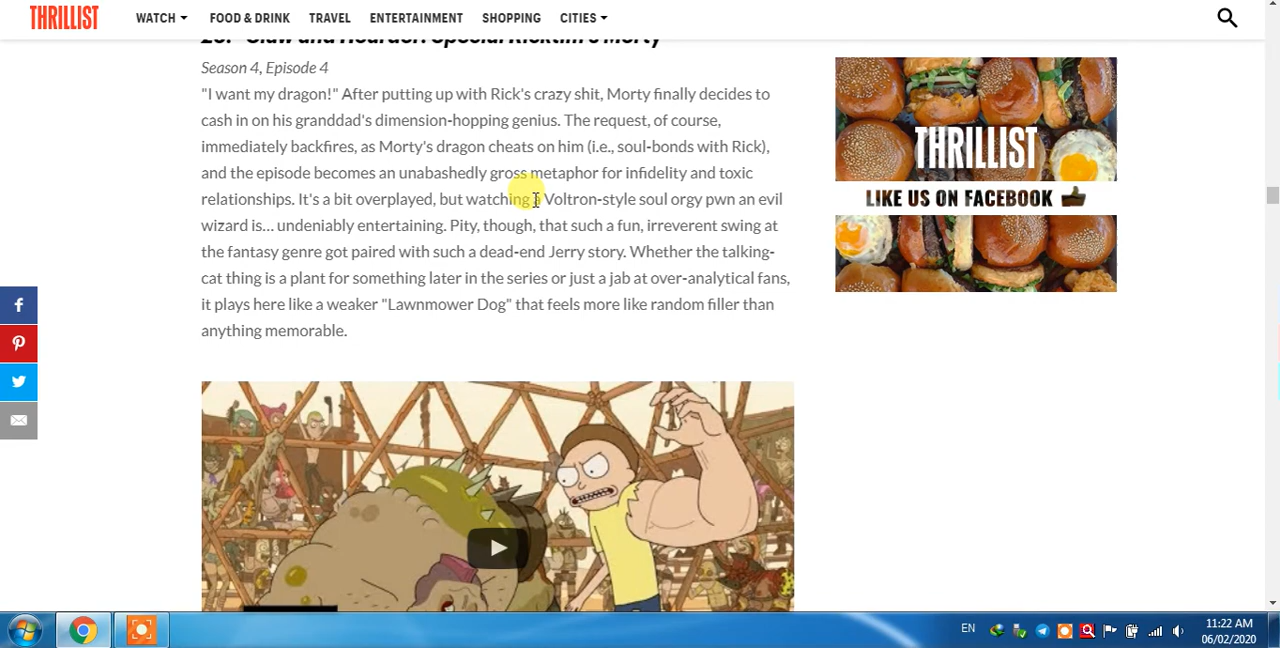 THRILLIST
WATCH
FOOD & DRINK
TRAVEL
ENTERTAINMENT
SHOPPING
CITIES
Season 4, Episode 4
"I want my dragon!" After putting up with Rick's crazy shit, Morty finally decides to
cash in on his granddad's dimension-hopping genius. The request, of course,
immediately backfires, as Morty's dragon cheats on him (i.e., soul-bonds with Rick),
and the episode becomes an unabashedly gross metaphor for infidelity and toxic
relationships. It's a bit overplayed, but watching a Voltron-style soul orgy pwn an evil
wizard is... undeniably entertaining. Pity, though, that such a fun, irreverent swing at
the fantasy genre got paired with such a dead-end Jerry story. Whether the talking-
cat thing is a plant for something later in the series or just a jab at over-analytical fans,
it plays here like a weaker "Lawnmower Dog" that feels more like random filler than
anything memorable.
THRILLIST
LIKE US ON FACEBOOK
EN
11:22 AM
06/02/2020